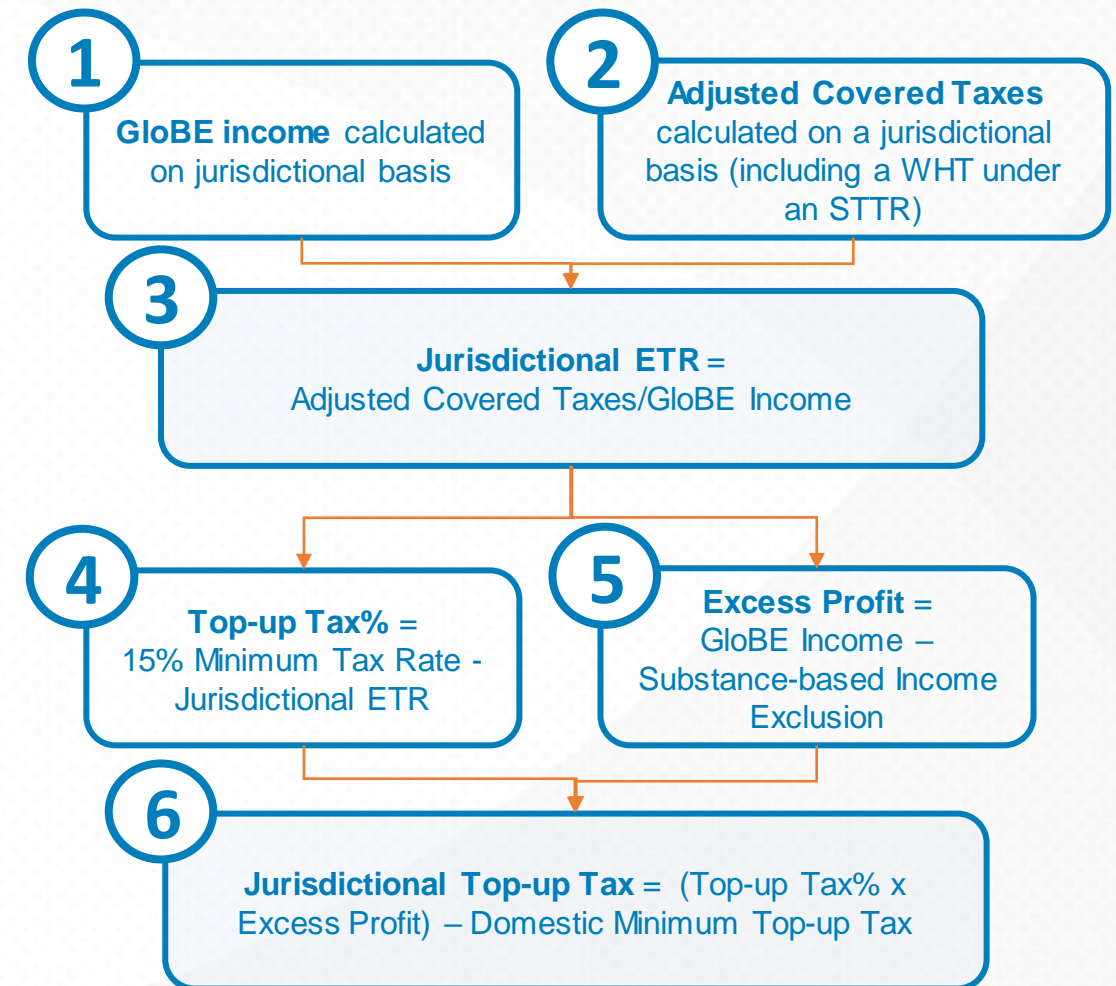 1
GloBE income calculated
on jurisdictional basis
2
Adjusted Covered Taxes
calculated on a jurisdictional
basis (including a WHT under
an STTR)
3
Jurisdictional ETR =
Adjusted Covered Taxes/GloBE Income
4
Top-up Tax% =
15% Minimum Tax Rate -
Jurisdictional ETR
5
Excess Profit =
GloBE Income –
Substance-based Income
Exclusion
6
Jurisdictional Top-up Tax = (Top-up Tax% x
Excess Profit) – Domestic Minimum Top-up Tax